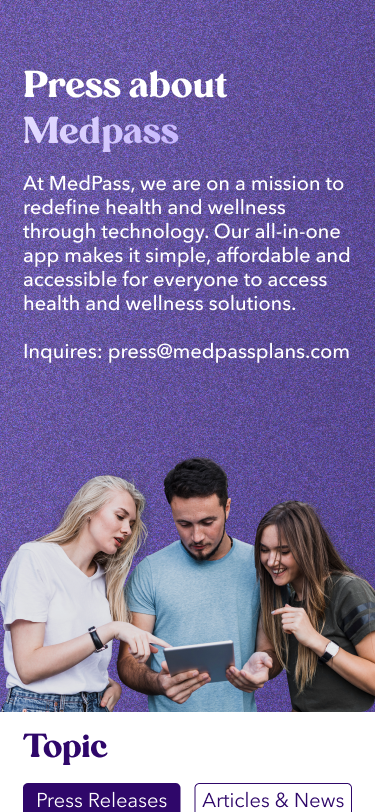 Press about
Medpass
At MedPass, we are on a mission to
redefine health and wellness
through technology. Our all-in-one
app makes it simple, affordable and
accessible for everyone to access
health and wellness solutions.
Inquires: press@medpassplans.com
Topic
Press Releases
Articles & News